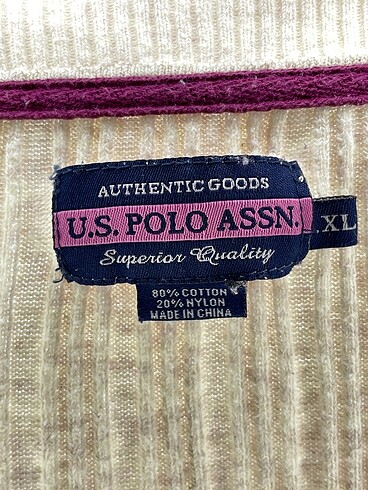 AUTHENTIC GOODS
U.S. POLO ASSN.
XL
Superior Quality
80% COTTON
20% NYLON
MADE IN CHINA